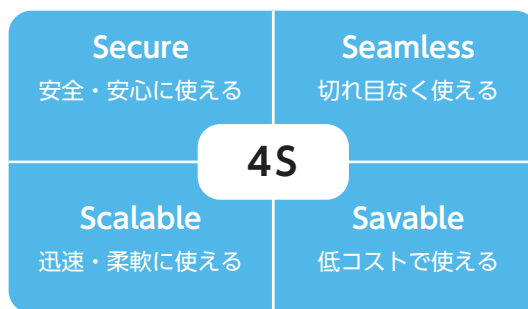 Secure
安全・安心に使える
Seamless
切れ目なく使える
4S
Scalable
迅速・柔軟に使える
Savable
低コストで使える